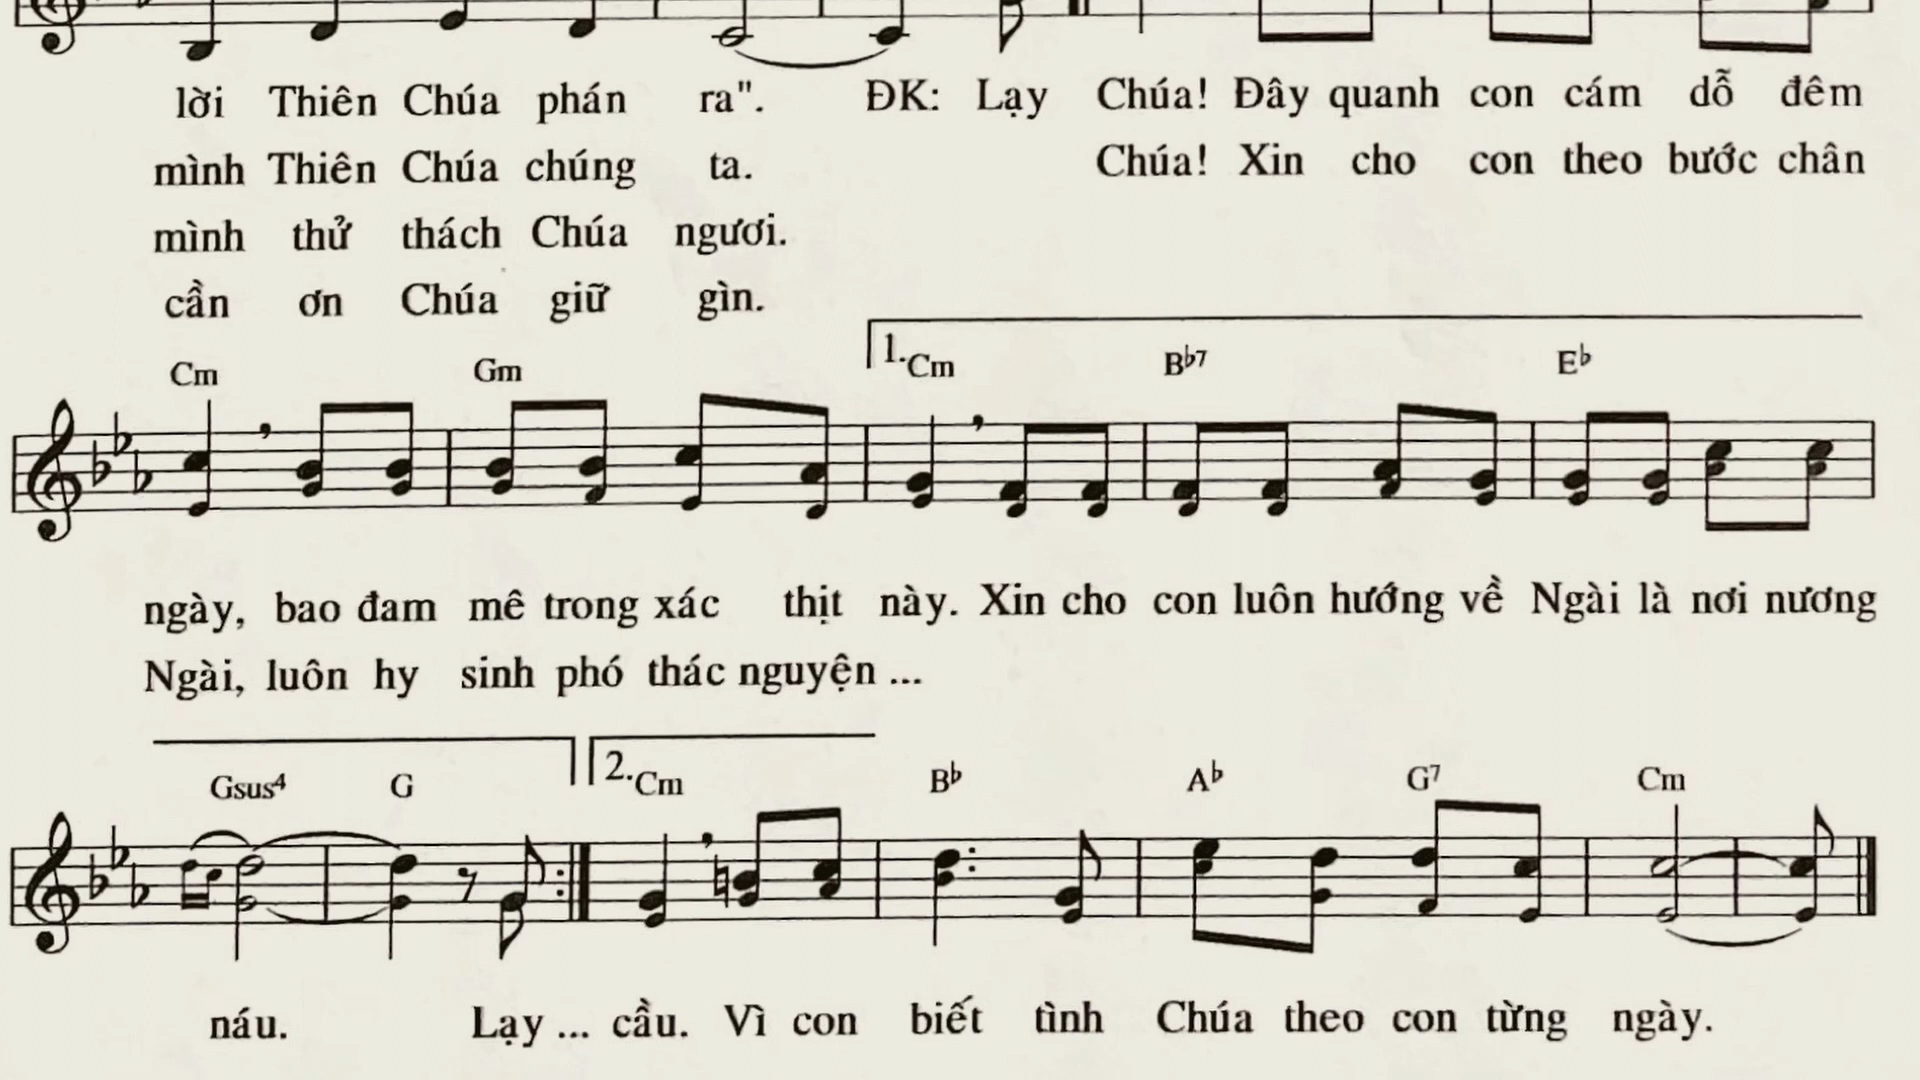 lời Thiên Chúa phán ra". ĐK: Lạy Chúa! Đây quanh con cám dỗ đêm
mình Thiên Chúa chúng ta. Chúa! Xin cho con theo bước chân
mình thử thách Chúa ngươi.
cần ơn Chúa giữ gìn.
Cm Gm 1. Cm B♭7 E♭
ngày, bao đam mê trong xác thịt này. Xin cho con luôn hướng về Ngài là nơi nương
Ngài, luôn hy sinh phó thác nguyện ...
Gsus4 G 2. Cm B♭ A♭ G7 Cm
náu. Lạy ... cầu. Vì con biết tình Chúa theo con từng ngày.